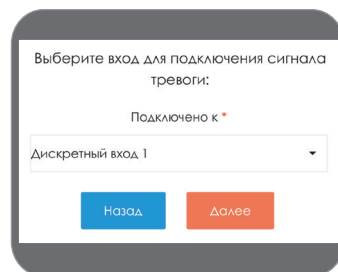 Выберите вход для подключения сигнала
тревоги:
Подключено к *
Дискретный вход 1
Назад
Далее